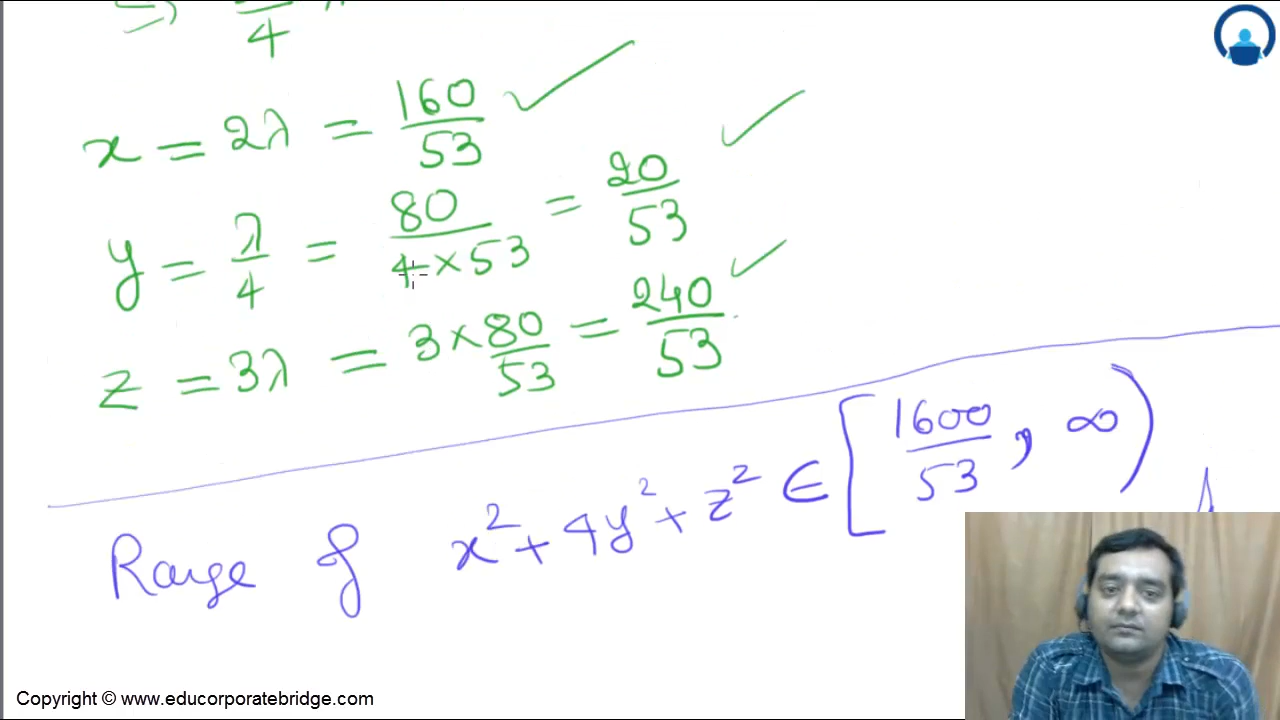 ⇒ 4
x = 2λ = 160/53 ✓
y = λ/4 = 80/(4×53) = 20/53 ✓
z = 3λ = 3×80/53 = 240/53 ✓
Range of x² + 4y² + z² ∈ [1600/53, ∞)
Copyright © www.educorporatebridge.com